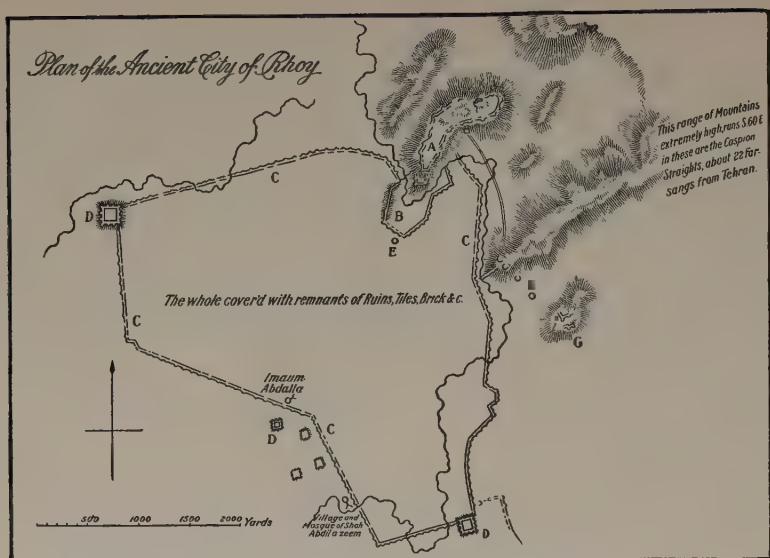 Plan of the Ancient City of Rhoy
This range of Mountains
extremely high, runs S.60 E
in these are the Caspian
Straights, about 22 Far-
sangs from Tehran.
A
B
C
D
B
E
C
C
The whole cover'd with remnants of Ruins, Tiles, Brick & c.
G
C
Imaum
Abdalla
D
C
500 1000 1500 2000 Yards
Village and
Mosque of Shah
Abdil a zeem
D